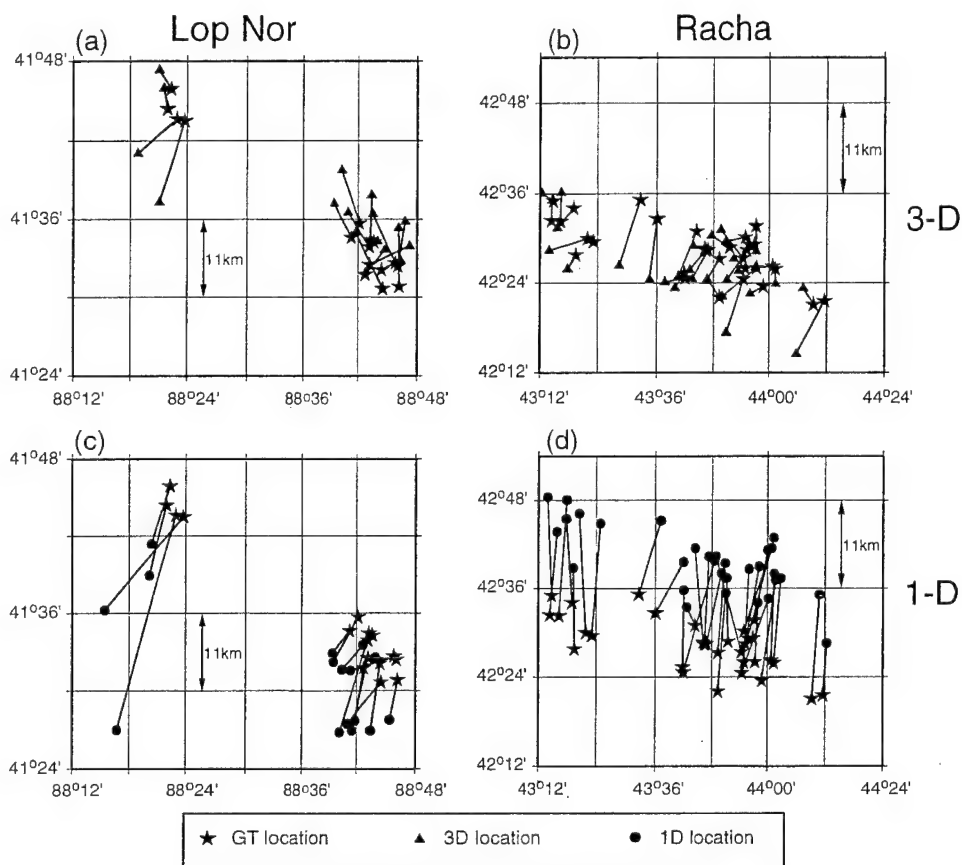 Lop Nor
Racha
(a)
41°48'
41°36'
41°24'
11km
88°12'
88°24'
88°36'
88°48'
(b)
42°48'
42°36'
42°24'
42°12'
11km
43°12'
43°36'
44°00'
44°24'
3-D
(c)
41°48'
41°36'
41°24'
11km
88°12'
88°24'
88°36'
88°48'
(d)
42°48'
42°36'
42°24'
42°12'
11km
43°12'
43°36'
44°00'
44°24'
1-D
GT location
3D location
1D location